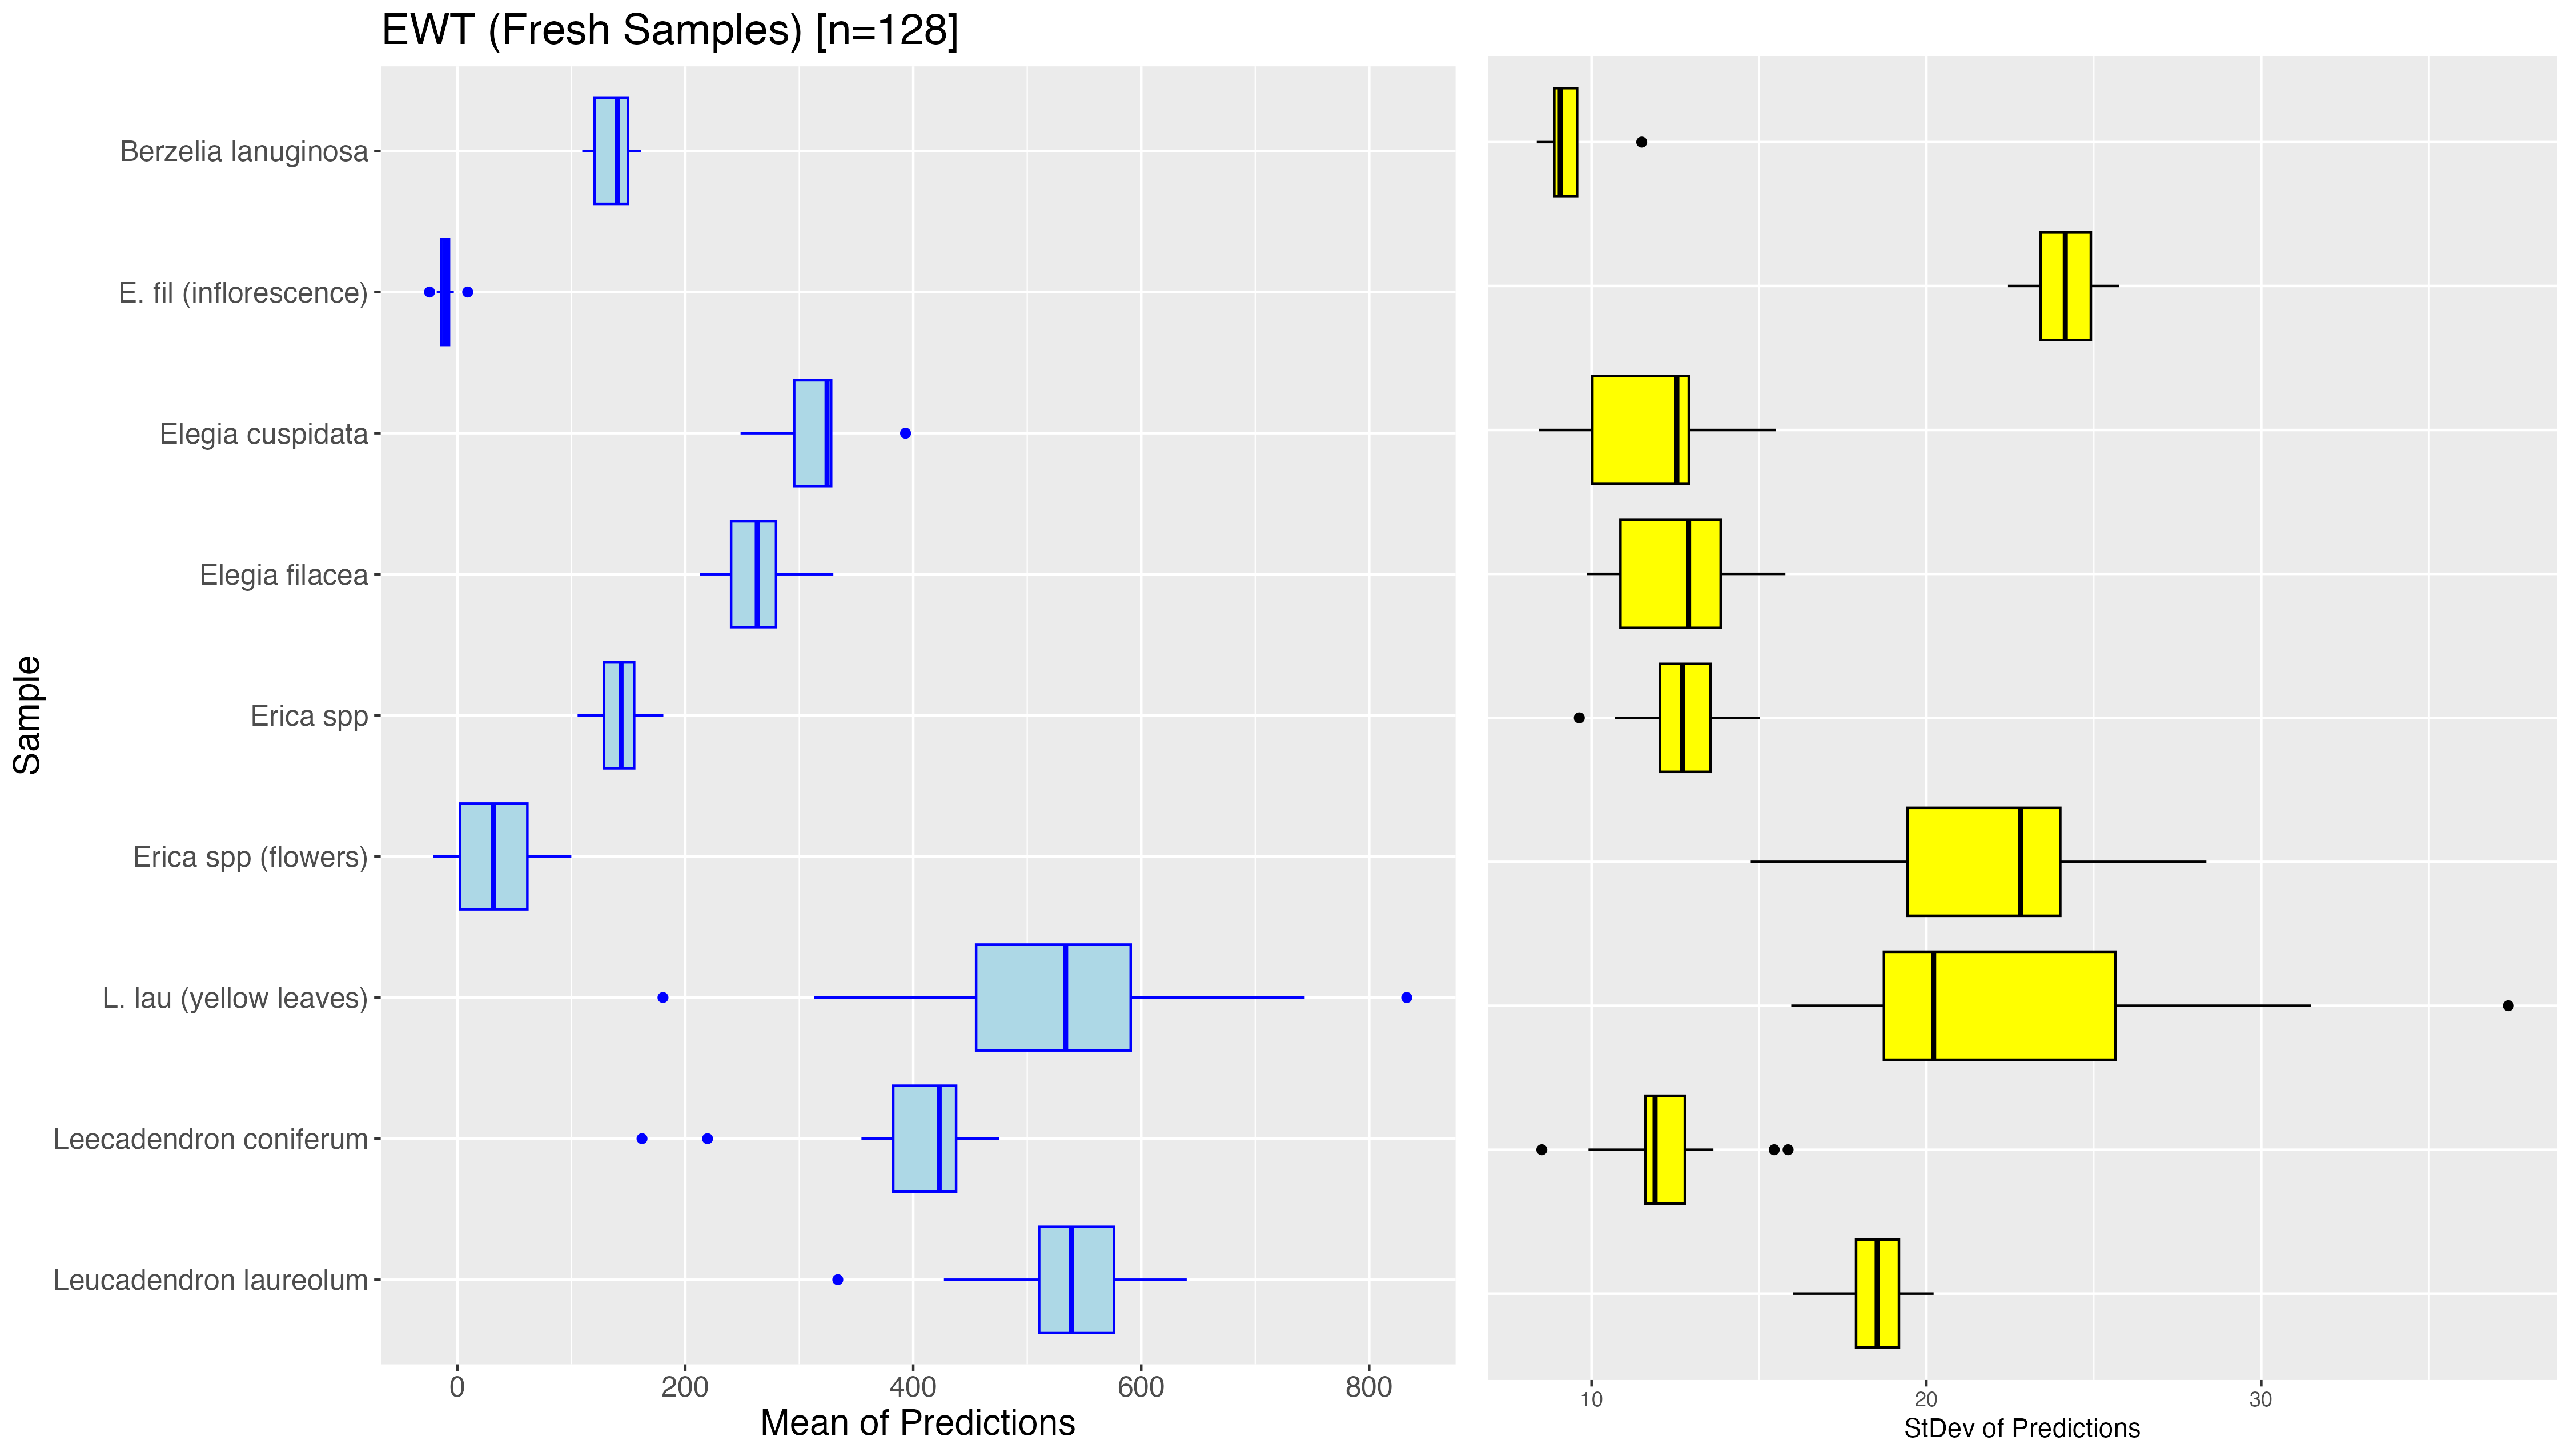 EWT (Fresh Samples) [n=128]
Sample
Berzelia lanuginosa
E. fil (inflorescence)
Elegia cuspidata
Elegia filacea
Erica spp
Erica spp (flowers)
L. lau (yellow leaves)
Leecadendron coniferum
Leucadendron laureolum
0 200 400 600 800
Mean of Predictions
10 20 30
StDev of Predictions